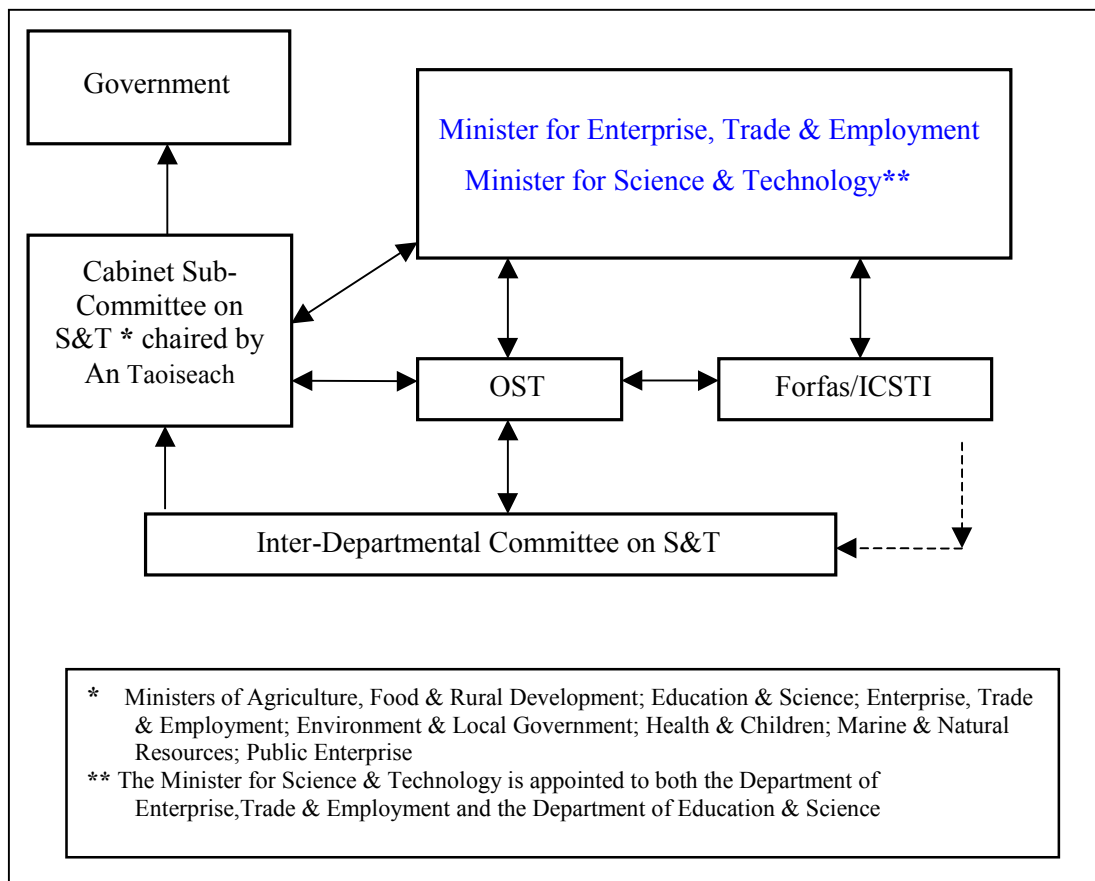 Government
Minister for Enterprise, Trade & Employment
Minister for Science & Technology**
Cabinet Sub-
Committee on
S&T * chaired by
An Taoiseach
OST
Forfas/ICSTI
Inter-Departmental Committee on S&T
* Ministers of Agriculture, Food & Rural Development; Education & Science; Enterprise, Trade
& Employment; Environment & Local Government; Health & Children; Marine & Natural
Resources; Public Enterprise
** The Minister for Science & Technology is appointed to both the Department of
Enterprise,Trade & Employment and the Department of Education & Science